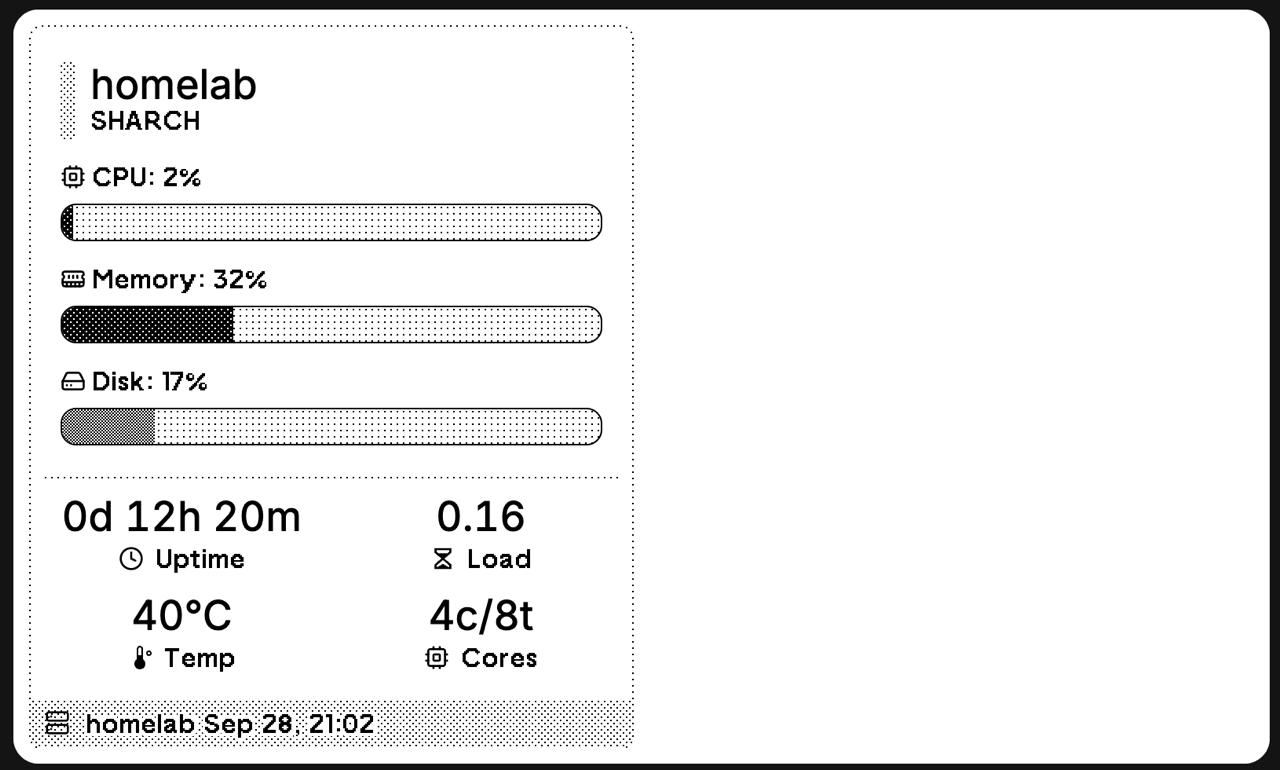 homelab
SHARCH
CPU: 2%
Memory: 32%
Disk: 17%
0d 12h 20m
Uptime
0.16
Load
40°C
Temp
4c/8t
Cores
homelab Sep 28, 21:02